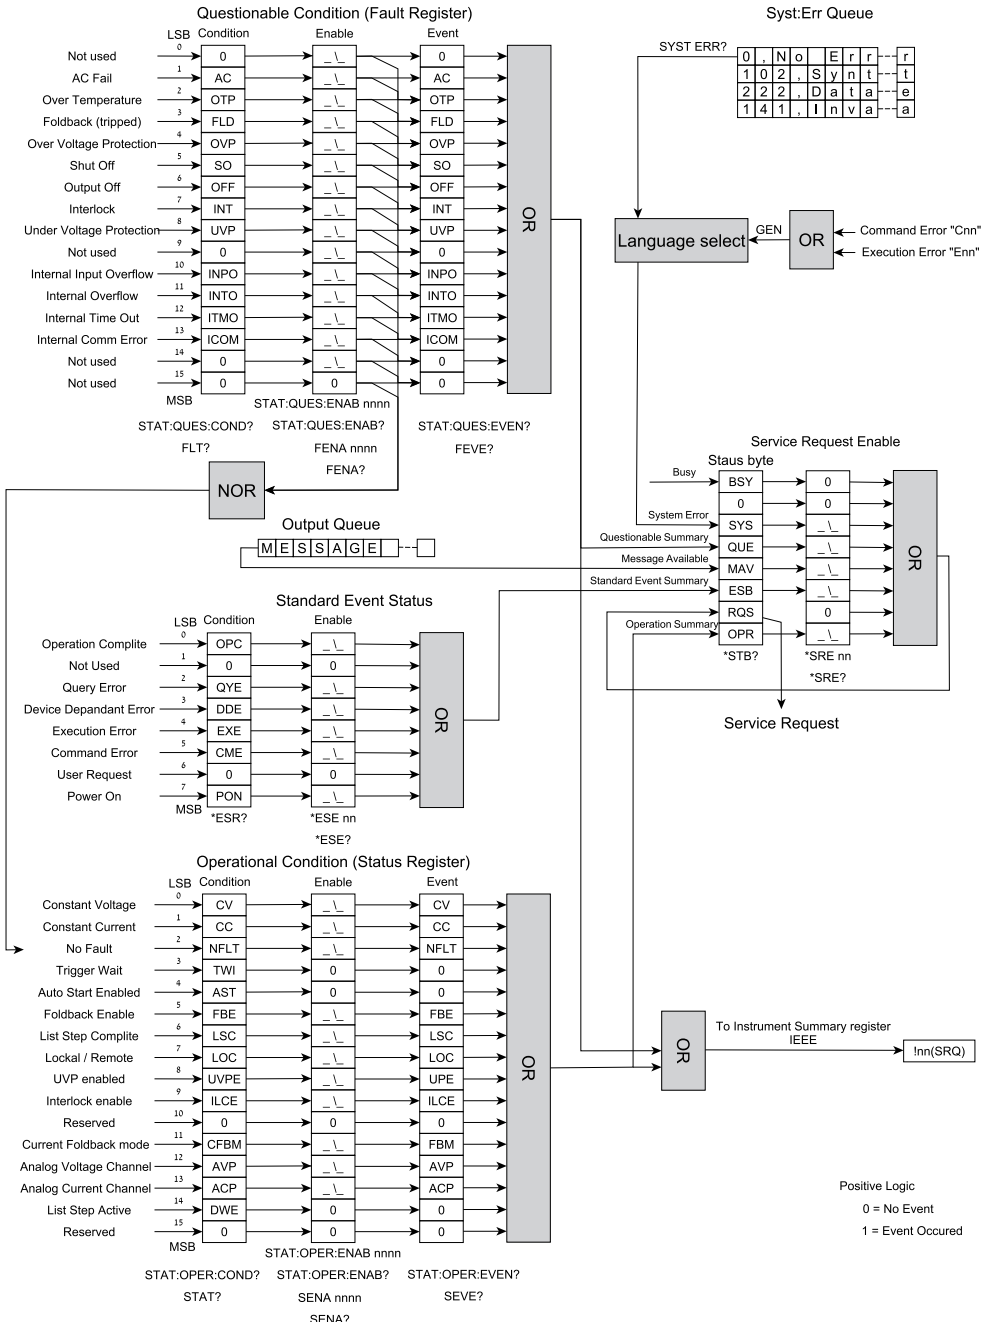 Questionable Condition (Fault Register)
LSB Condition Enable Event
Not used 0 0 _\_ 0
AC Fail 1 AC _\_ AC
Over Temperature 2 OTP _\_ OTP
Foldback (tripped) 3 FLD _\_ FLD
Over Voltage Protection 4 OVP _\_ OVP
Shut Off 5 SO _\_ SO
Output Off 6 OFF _\_ OFF
Interlock 7 INT _\_ INT
Under Voltage Protection 8 UVP _\_ UVP
Not used 9 0 _\_ 0
Internal Input Overflow 10 INPO _\_ INPO
Internal Overflow 11 INTO _\_ INTO
Internal Time Out 12 ITMO _\_ ITMO
Internal Comm Error 13 ICOM _\_ ICOM
Not used 14 0 _\_ 0
Not used 15 0 0 0
MSB
OR
STAT:QUES:ENAB nnnn
STAT:QUES:COND? STAT:QUES:ENAB? STAT:QUES:EVEN?
FLT? FENA nnnn FEVE?
FENA?
NOR
Syst:Err Queue
SYST ERR?
0 , No Err r
102,Synt t
222,Data e
141,Inva a
Language select
GEN
OR
Command Error "Cnn"
Execution Error "Enn"
Output Queue
MESSAGE
Service Request Enable
Staus byte
Busy BSY 0
0 0
System Error SYS _\_
Questionable Summary QUE _\_
Message Available MAV _\_
Standard Event Summary ESB _\_
RQS 0
Operation Summary OPR _\_
OR
*STB? *SRE nn
*SRE?
Service Request
Standard Event Status
LSB Condition Enable
Operation Complite 0 OPC _\_
Not Used 1 0 0
Query Error 2 QYE _\_
Device Dependant Error 3 DDE _\_
Execution Error 4 EXE _\_
Command Error 5 CME _\_
User Request 6 0 0
Power On 7 PON _\_
MSB
OR
*ESR? *ESE nn
*ESE?
Operational Condition (Status Register)
LSB Condition Enable Event
Constant Voltage 0 CV _\_ CV
Constant Current 1 CC _\_ CC
No Fault 2 NFLT _\_ NFLT
Trigger Wait 3 TWI 0 0
Auto Start Enabled 4 AST 0 0
Foldback Enable 5 FBE _\_ FBE
List Step Complite 6 LSC _\_ LSC
Lockal / Remote 7 LOC _\_ LOC
UVP enabled 8 UVPE _\_ UPE
Interlock enable 9 ILCE _\_ ILCE
Reserved 10 0 0 0
Current Foldback mode 11 CFBM _\_ FBM
Analog Voltage Channel 12 AVP _\_ AVP
Analog Current Channel 13 ACP _\_ ACP
List Step Active 14 DWE 0 0
Reserved 15 0 0 0
MSB
OR
STAT:OPER:ENAB nnnn
STAT:OPER:COND? STAT:OPER:ENAB? STAT:OPER:EVEN?
STAT? SENA nnnn SEVE?
SENA?
OR
To Instrument Summary register
IEEE
!nn(SRQ)
Positive Logic
0 = No Event
1 = Event Occured